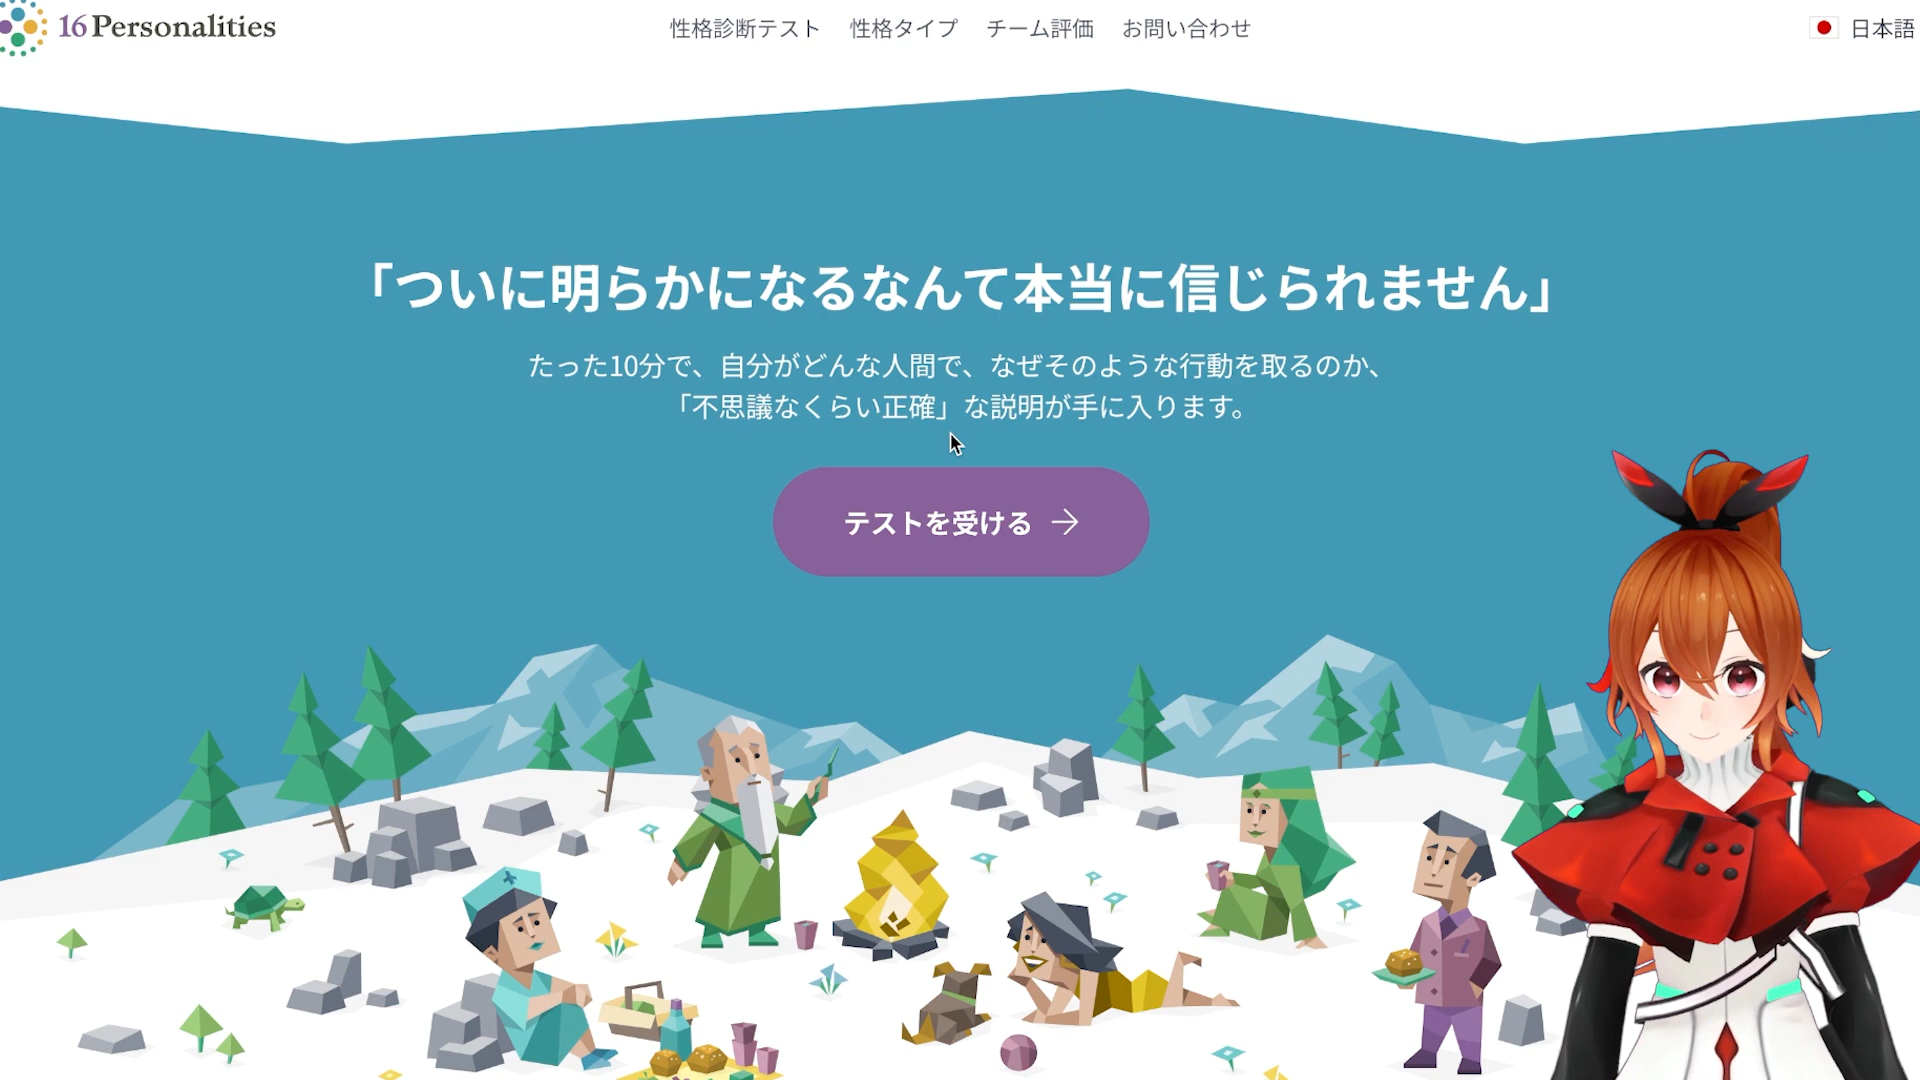 16Personalities
性格診断テスト 性格タイプ チーム評価 お問い合わせ
日本語
「ついに明らかになるなんて本当に信じられません」
たった10分で、自分がどんな人間で、なぜそのような行動を取るのか、
「不思議なくらい正確」な説明が手に入ります。
テストを受ける →